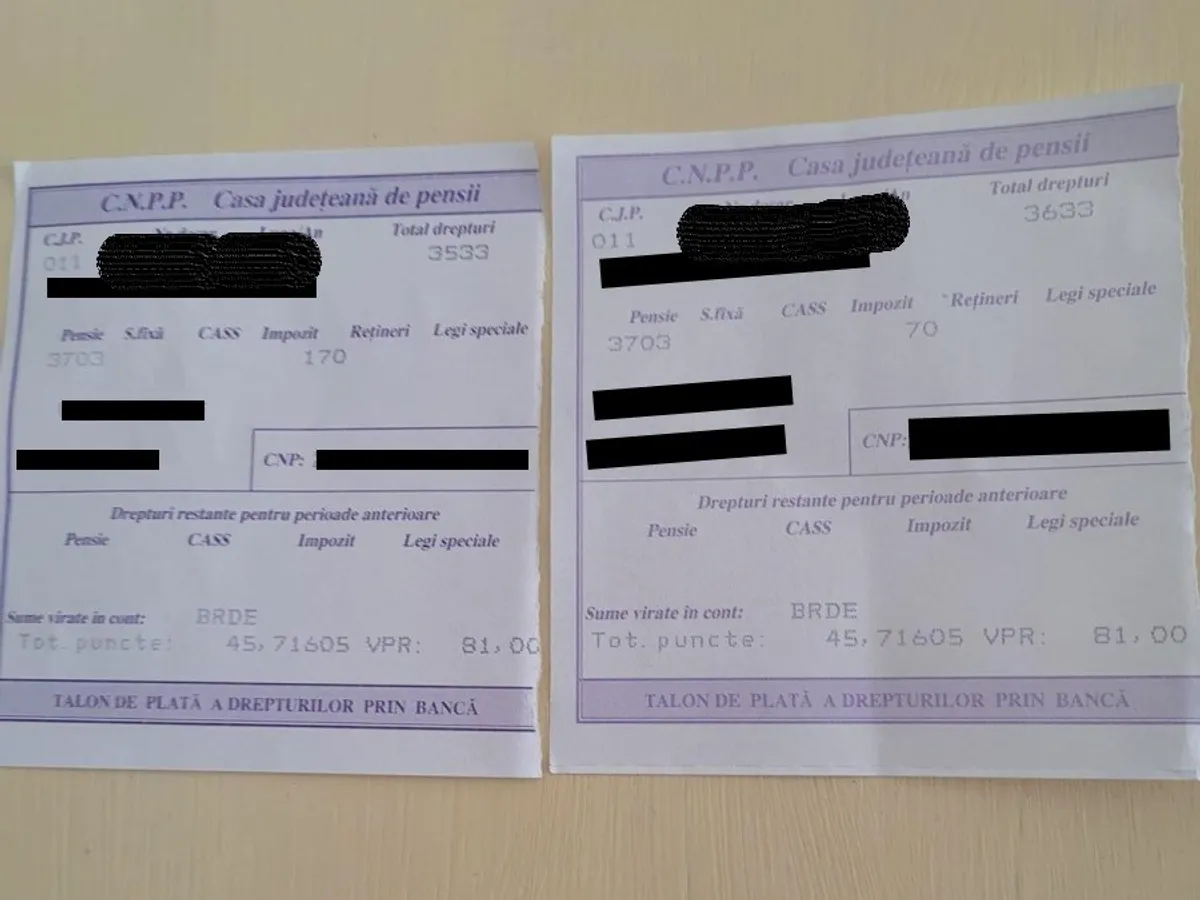 C.N.P.P. Casa județeană de pensii
C.J.P. Total drepturi
011 3533
Pensie S.fixă CASS Impozit Rețineri Legi speciale
3703 170
CNP:
Drepturi restante pentru perioade anterioare
Pensie CASS Impozit Legi speciale
Sume virate în cont: BRDE
Tot. puncte: 45,71605 VPR: 81,00
TALON DE PLATĂ A DREPTURILOR PRIN BANCĂ
C.N.P.P. Casa județeană de pensii
C.J.P. Total drepturi
011 3633
Pensie S.fixă CASS Impozit Rețineri Legi speciale
3703 70
CNP:
Drepturi restante pentru perioade anterioare
Pensie CASS Impozit Legi speciale
Sume virate în cont: BRDE
Tot. puncte: 45,71605 VPR: 81,00
TALON DE PLATĂ A DREPTURILOR PRIN BANCĂ